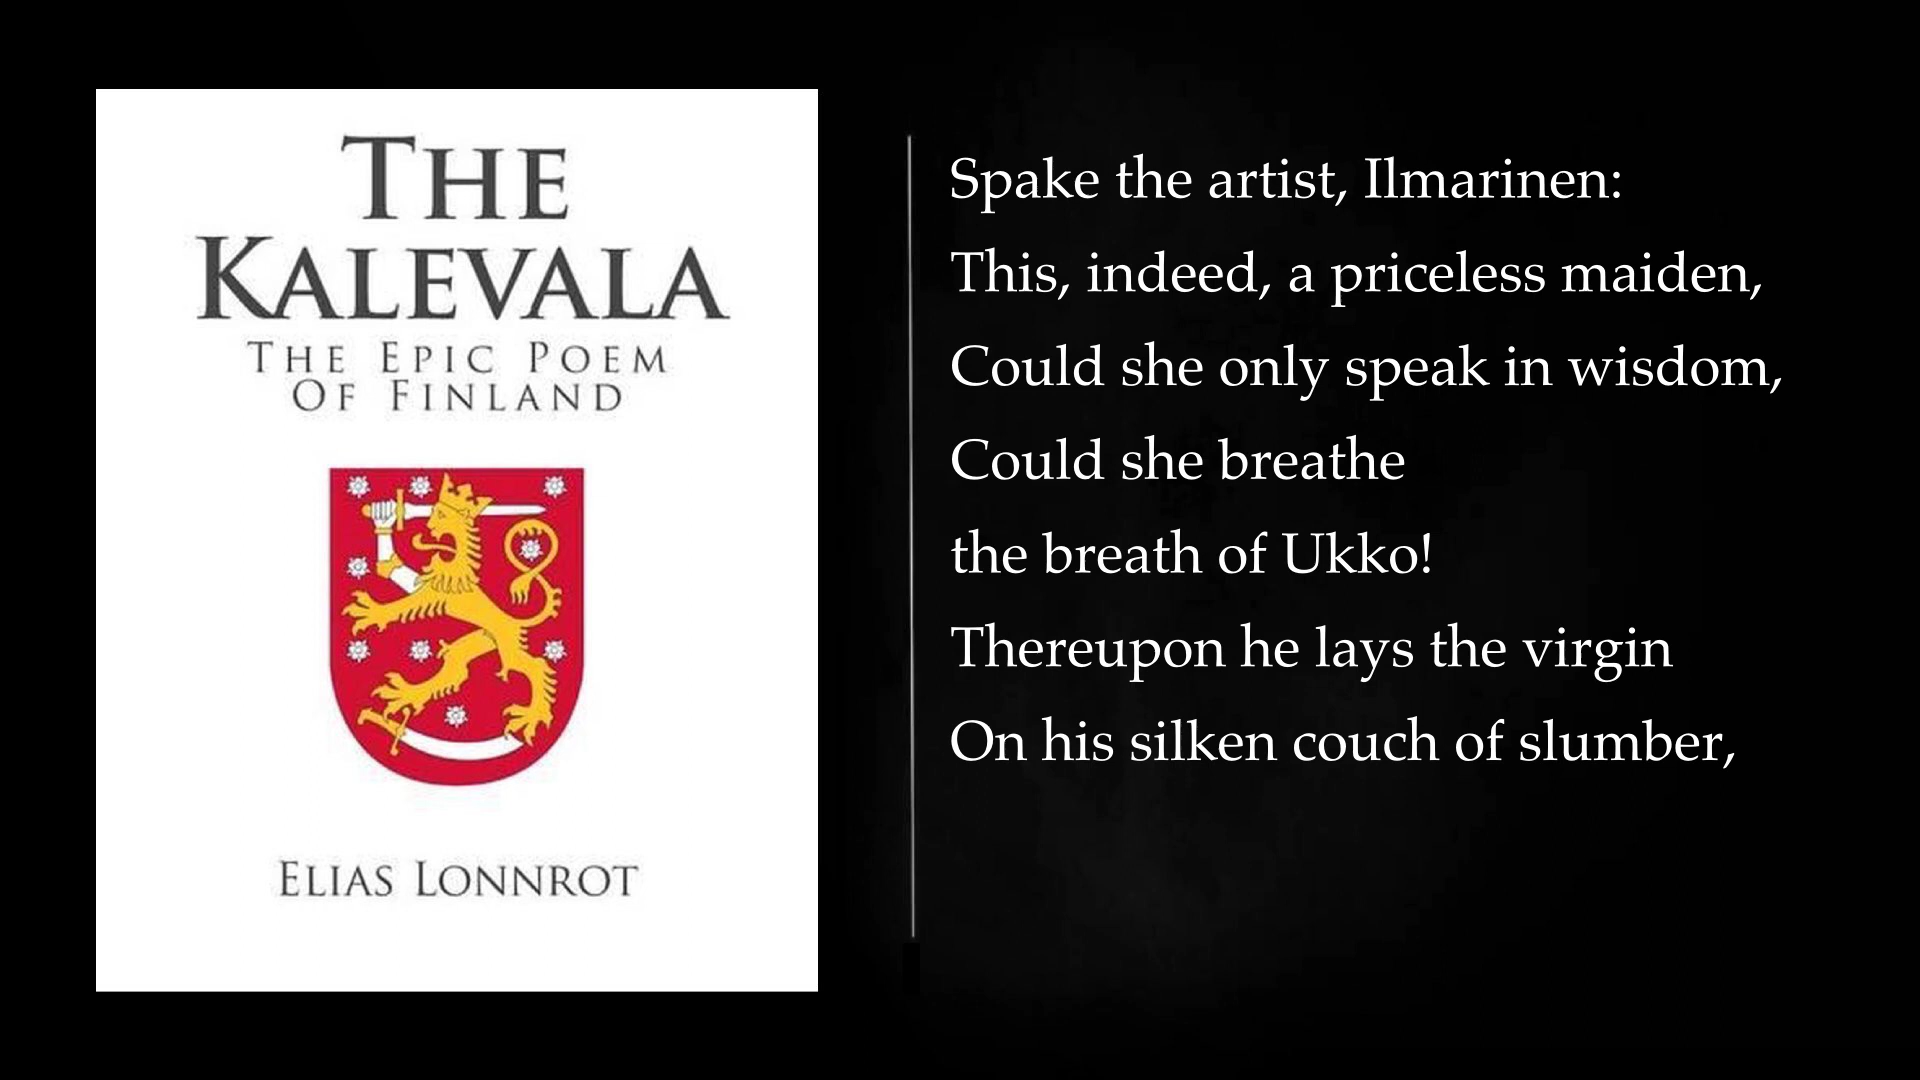 THE
KALEVALA
THE EPIC POEM
OF FINLAND
ELIAS LONNROT
Spake the artist, Ilmarinen:
This, indeed, a priceless maiden,
Could she only speak in wisdom,
Could she breathe
the breath of Ukko!
Thereupon he lays the virgin
On his silken couch of slumber,